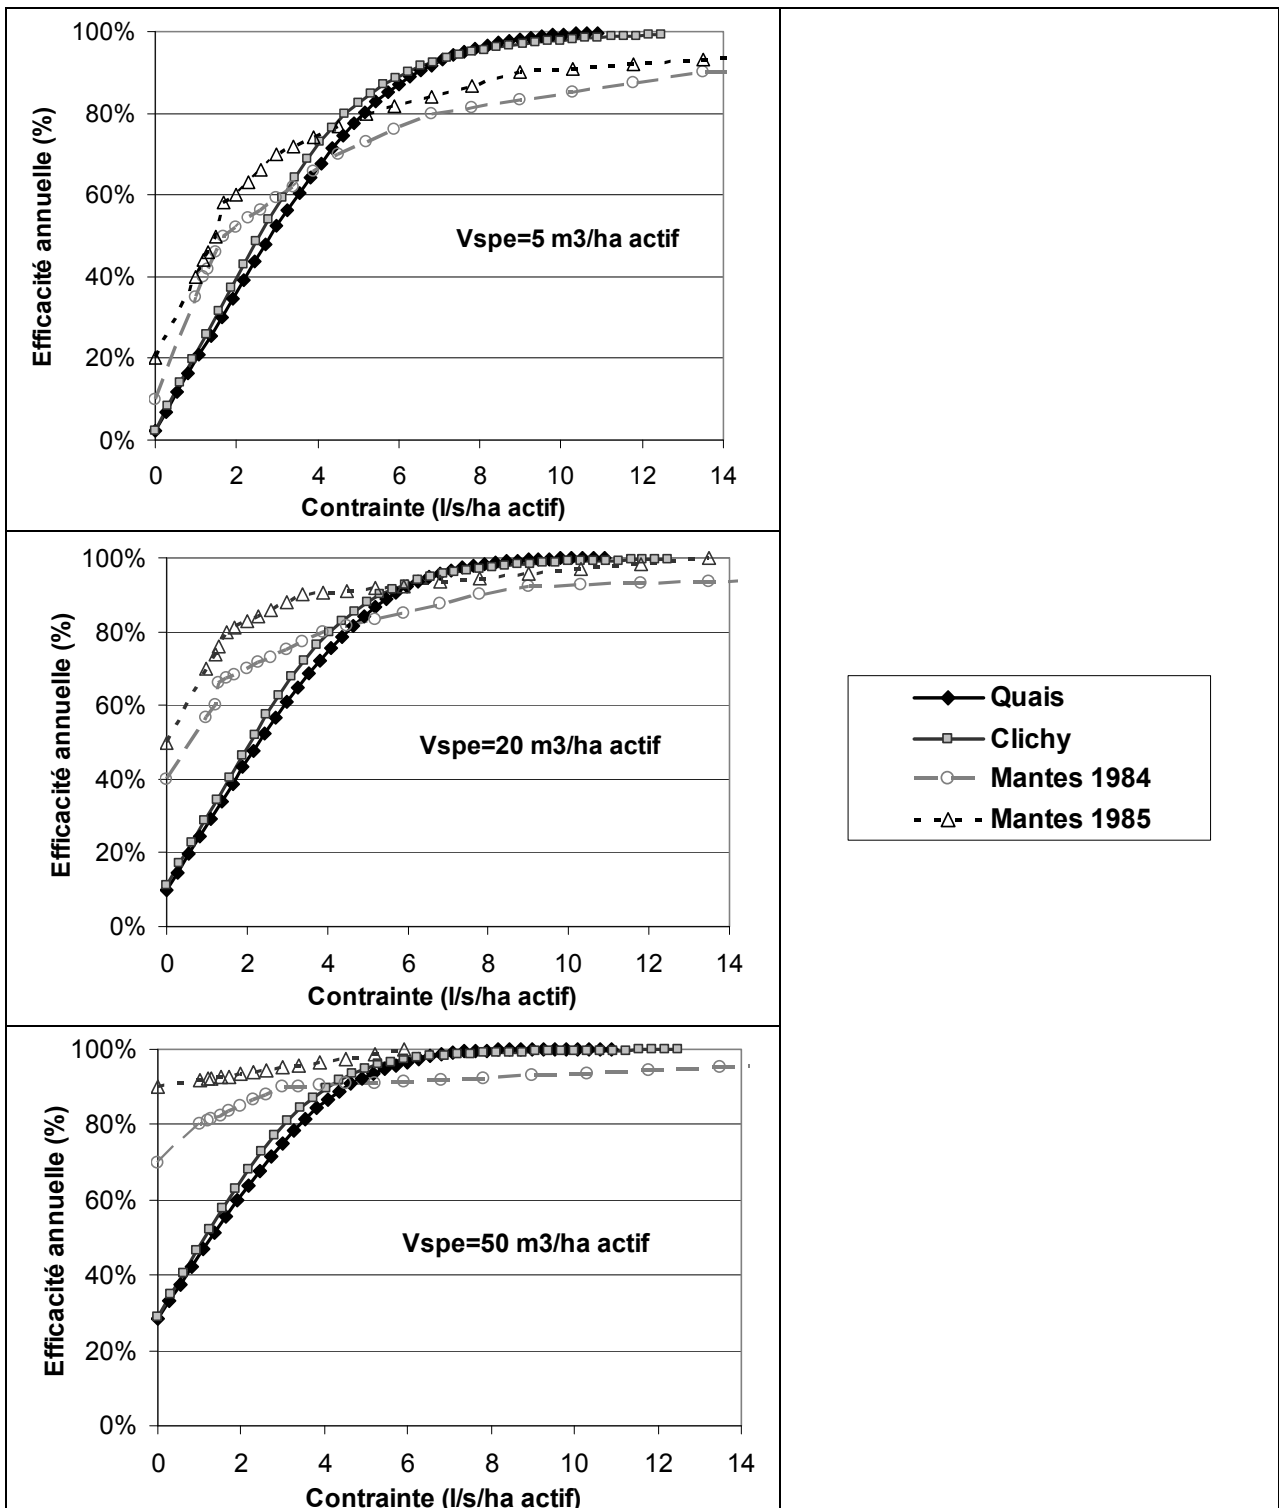 100%
80%
60%
40%
20%
0%
Efficacité annuelle (%)
Vspe=5 m3/ha actif
0 2 4 6 8 10 12 14
Contrainte (l/s/ha actif)
100%
80%
60%
40%
20%
0%
Efficacité annuelle (%)
Vspe=20 m3/ha actif
0 2 4 6 8 10 12 14
Contrainte (l/s/ha actif)
100%
80%
60%
40%
20%
0%
Efficacité annuelle (%)
Vspe=50 m3/ha actif
0 2 4 6 8 10 12 14
Contrainte (l/s/ha actif)
Quais
Clichy
Mantes 1984
Mantes 1985